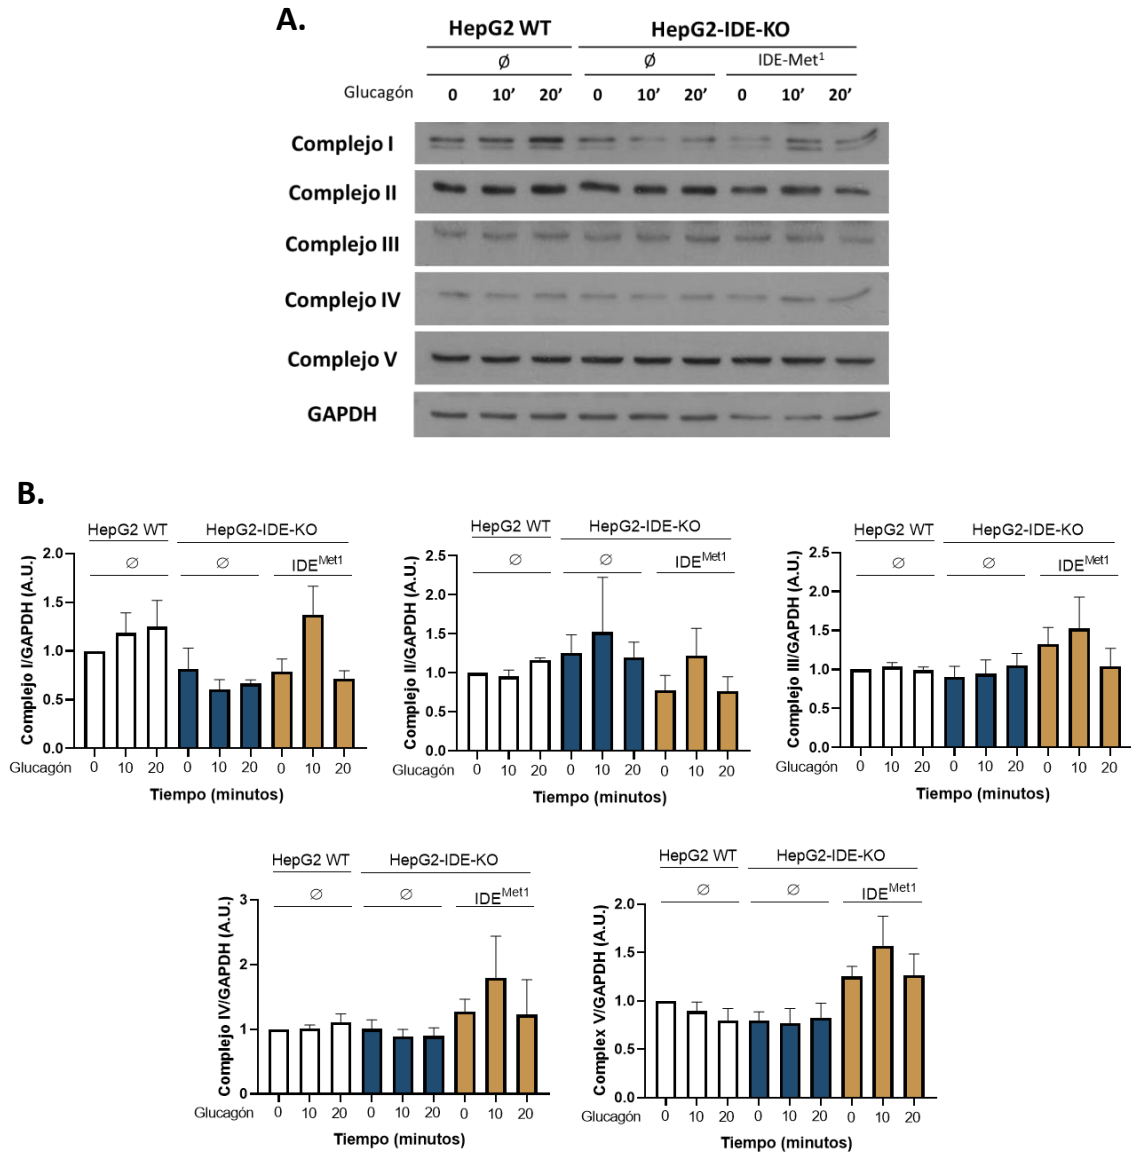 A.
HepG2 WT HepG2-IDE-KO
∅ ∅ IDE-Met¹
Glucagón 0 10’ 20’ 0 10’ 20’ 0 10’ 20’
Complejo I
Complejo II
Complejo III
Complejo IV
Complejo V
GAPDH
B.
HepG2 WT HepG2-IDE-KO
∅ ∅ IDE^Met1
Complejo I/GAPDH (A.U.)
2.0
1.5
1.0
0.5
0.0
Glucagón 0 10 20 0 10 20 0 10 20
Tiempo (minutos)
HepG2 WT HepG2-IDE-KO
∅ ∅ IDE^Met1
Complejo II/GAPDH (A.U.)
2.5
2.0
1.5
1.0
0.5
0.0
Glucagón 0 10 20 0 10 20 0 10 20
Tiempo (minutos)
HepG2 WT HepG2-IDE-KO
∅ ∅ IDE^Met1
Complejo III/GAPDH (A.U.)
2.5
2.0
1.5
1.0
0.5
0.0
Glucagón 0 10 20 0 10 20 0 10 20
Tiempo (minutos)
HepG2 WT HepG2-IDE-KO
∅ ∅ IDE^Met1
Complejo IV/GAPDH (A.U.)
3
2
1
0
Glucagón 0 10 20 0 10 20 0 10 20
Tiempo (minutos)
HepG2 WT HepG2-IDE-KO
∅ ∅ IDE^Met1
Complex V/GAPDH (A.U.)
2.0
1.5
1.0
0.5
0.0
Glucagón 0 10 20 0 10 20 0 10 20
Tiempo (minutos)